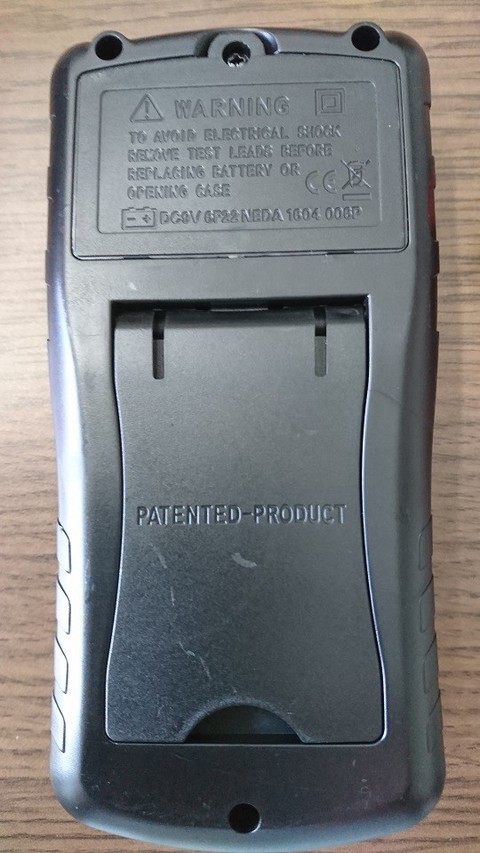 WARNING
TO AVOID ELECTRICAL SHOCK
REMOVE TEST LEADS BEFORE
REPLACING BATTERY OR
OPENING CASE
CE
DC9V 6F22 NEDA 1604 006P
PATENTED-PRODUCT